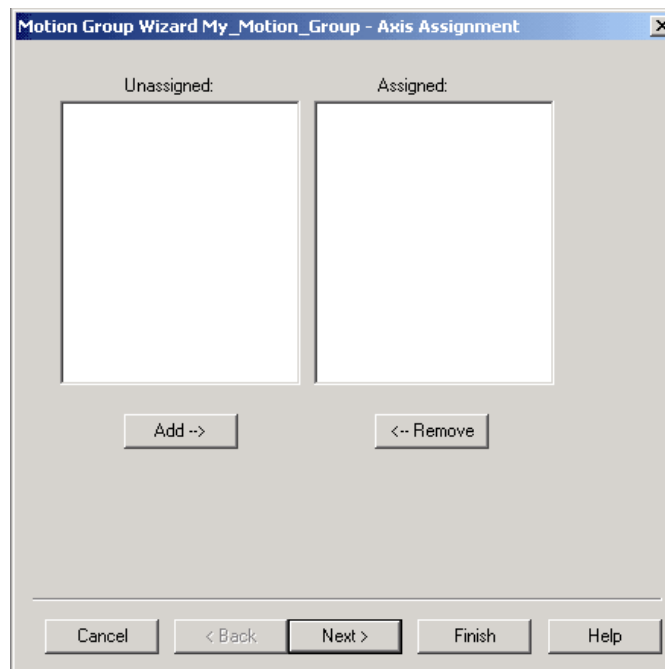 Motion Group Wizard My_Motion_Group - Axis Assignment
Unassigned: Assigned:
Add --> <-- Remove
Cancel < Back Next > Finish Help